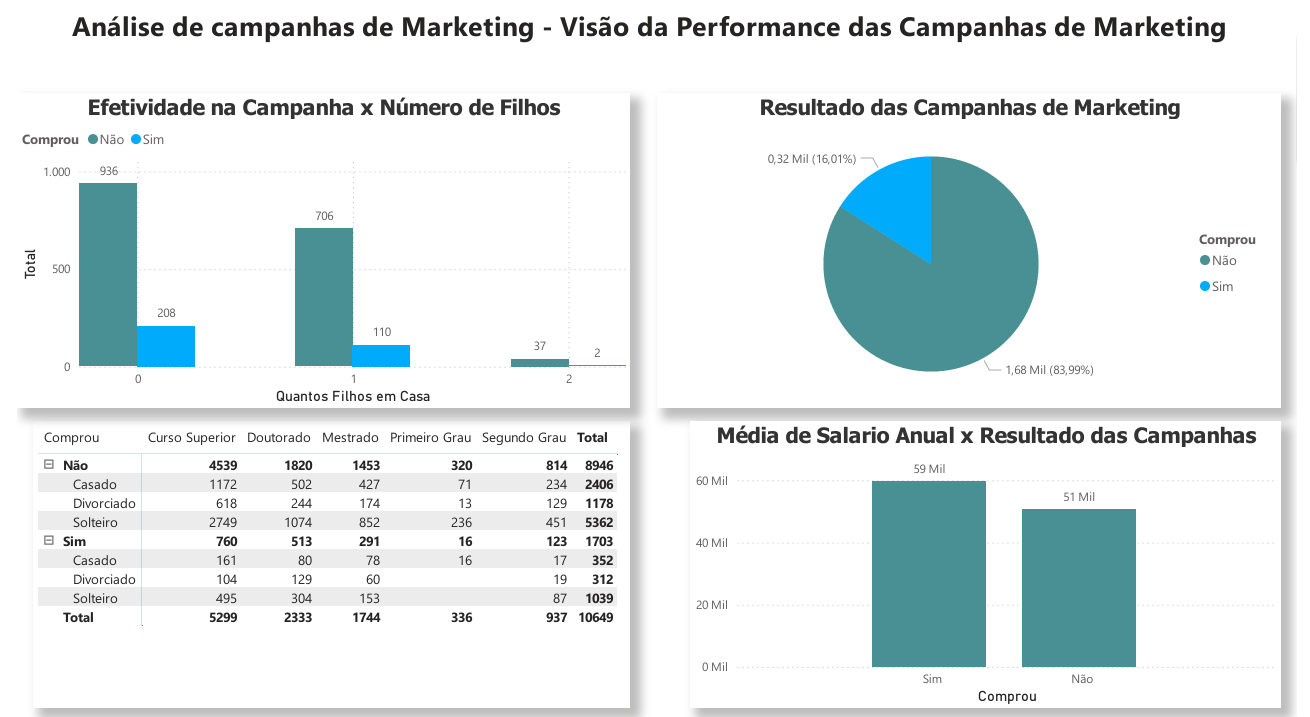 Análise de campanhas de Marketing - Visão da Performance das Campanhas de Marketing
Efetividade na Campanha x Número de Filhos
Comprou Não Sim
1.000
500
0
Total
936
208
706
110
37
2
0 1 2
Quantos Filhos em Casa
Resultado das Campanhas de Marketing
0,32 Mil (16,01%)
1,68 Mil (83,99%)
Comprou
Não
Sim
Comprou Curso Superior Doutorado Mestrado Primeiro Grau Segundo Grau Total
Não 4539 1820 1453 320 814 8946
Casado 1172 502 427 71 234 2406
Divorciado 618 244 174 13 129 1178
Solteiro 2749 1074 852 236 451 5362
Sim 760 513 291 16 123 1703
Casado 161 80 78 16 17 352
Divorciado 104 129 60 19 312
Solteiro 495 304 153 87 1039
Total 5299 2333 1744 336 937 10649
Média de Salario Anual x Resultado das Campanhas
60 Mil
40 Mil
20 Mil
0 Mil
59 Mil
51 Mil
Sim Não
Comprou